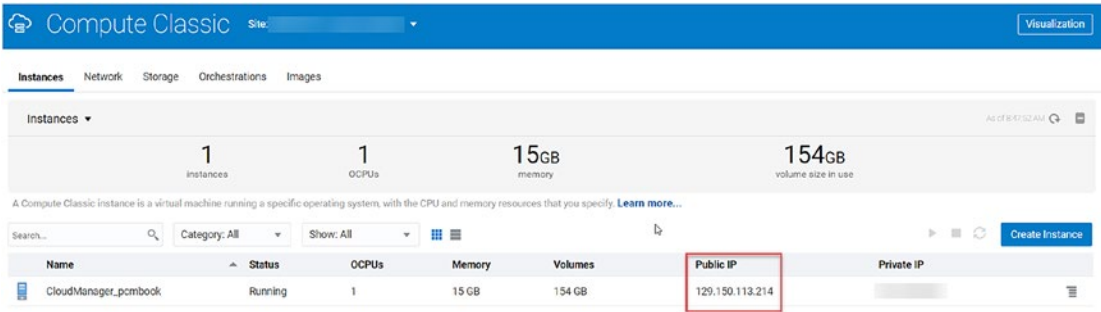 Compute Classic Site:
Visualization
Instances Network Storage Orchestrations Images
Instances
1 1 15GB 154GB
instances OCPUs memory volume size in use
A Compute Classic instance is a virtual machine running a specific operating system, with the CPU and memory resources that you specify. Learn more...
Search... Category: All Show: All Create Instance
Name Status OCPUs Memory Volumes Public IP Private IP
CloudManager_pcmbook Running 1 15 GB 154 GB 129.150.113.214